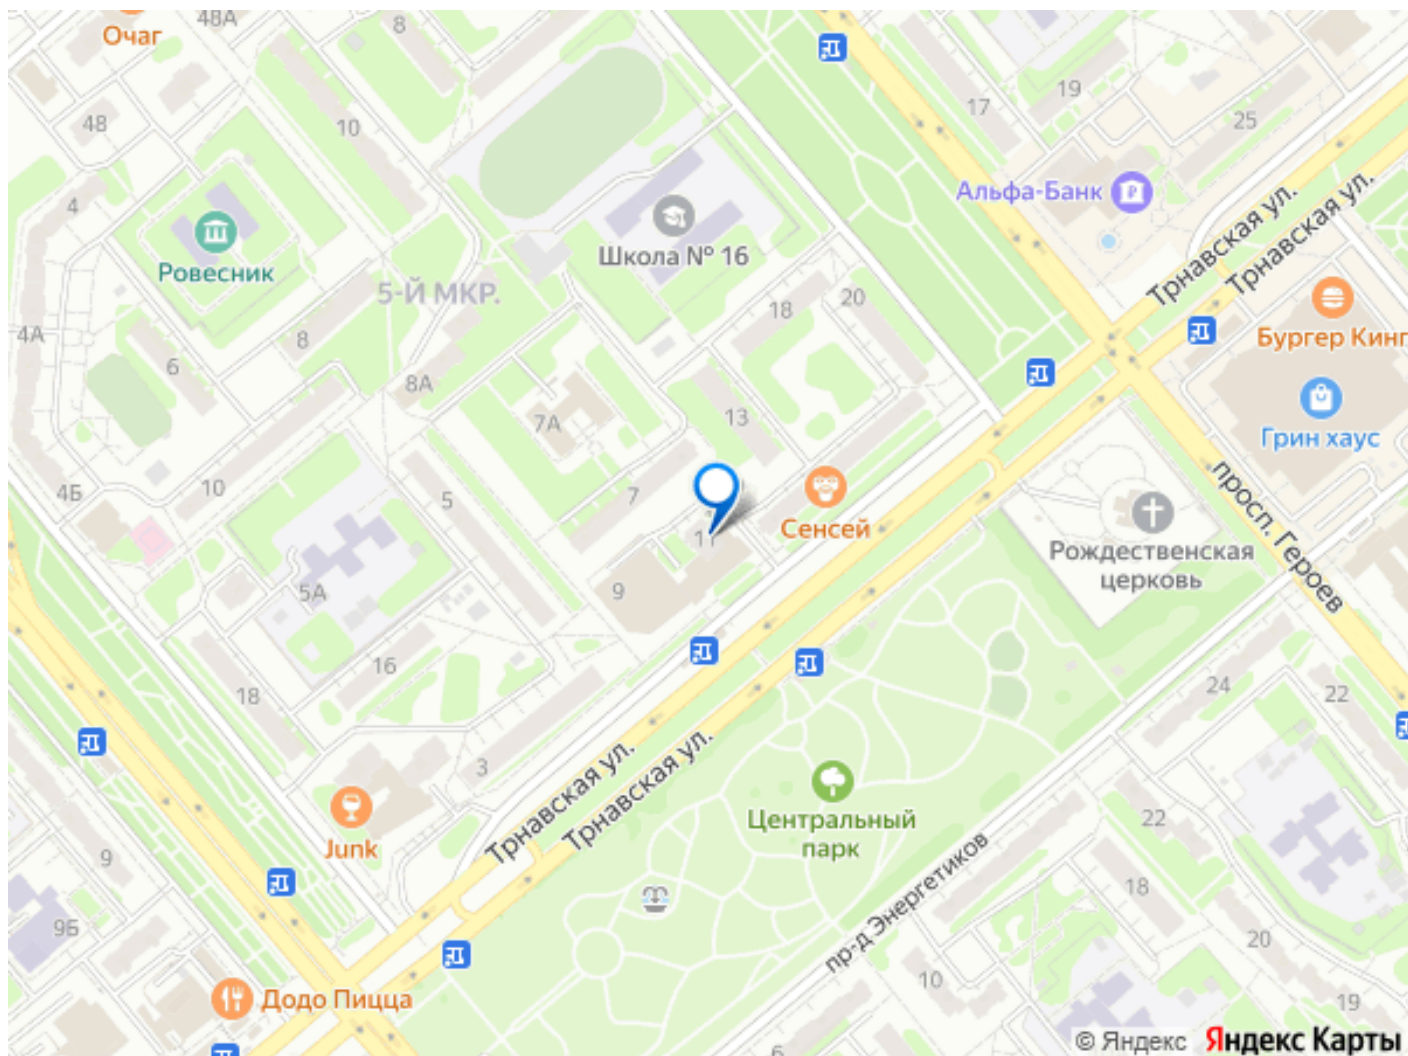 48А
8
Очаг
19
17
25
4В
10
Альфа-Банк
4
Школа № 16
Ровесник
Трнавская ул.
Трнавская ул.
5-Й МКР.
20
18
4А
8
Бургер Кинг
6
8А
13
7А
Грин хаус
4Б
10
5
7
Сенсей
11
просп. Героев
Рождественская
церковь
5А
9
16
18
24
22
3
Трнавская ул.
Трнавская ул.
Центральный
парк
22
Junk
9
18
пр-д Энергетиков
9Б
20
10
Додо Пицца
19
6
© Яндекс Яндекс Карты